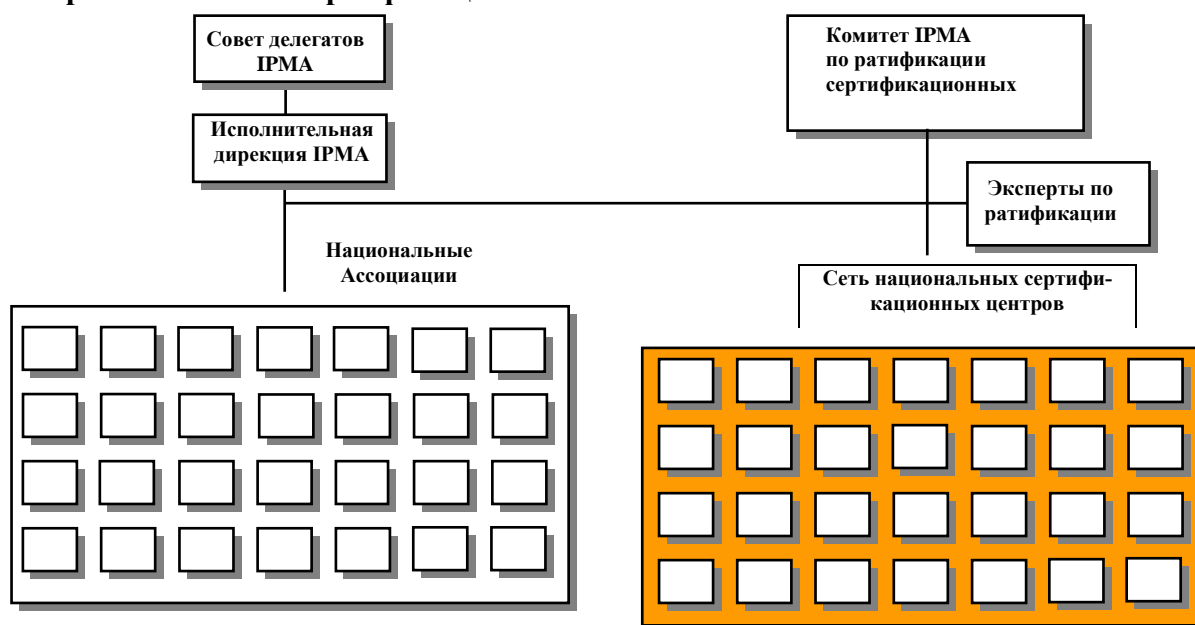 Совет делегатов
IPMA
Исполнительная
дирекция IPMA
Комитет IPMA
по ратификации
сертификационных
Эксперты по
ратификации
Национальные
Ассоциации
Сеть национальных сертифи-
кационных центров